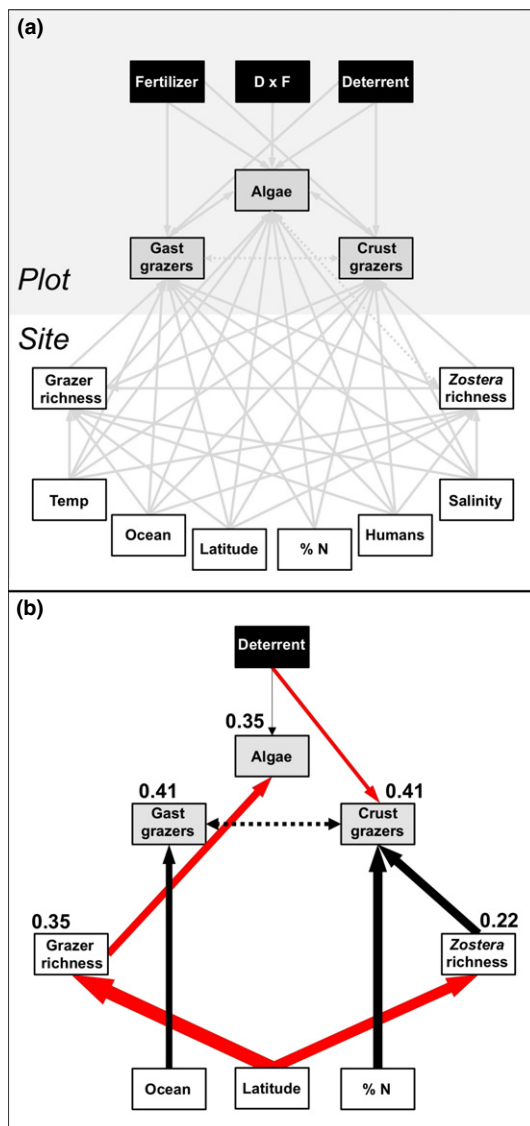 (a)
Fertilizer
D x F
Deterrent
Algae
Gast
grazers
Crust
grazers
Plot
Site
Grazer
richness
Zostera
richness
Temp
Ocean
Latitude
% N
Humans
Salinity
(b)
Deterrent
0.35
Algae
0.41
Gast
grazers
0.41
Crust
grazers
0.35
Grazer
richness
0.22
Zostera
richness
Ocean
Latitude
% N